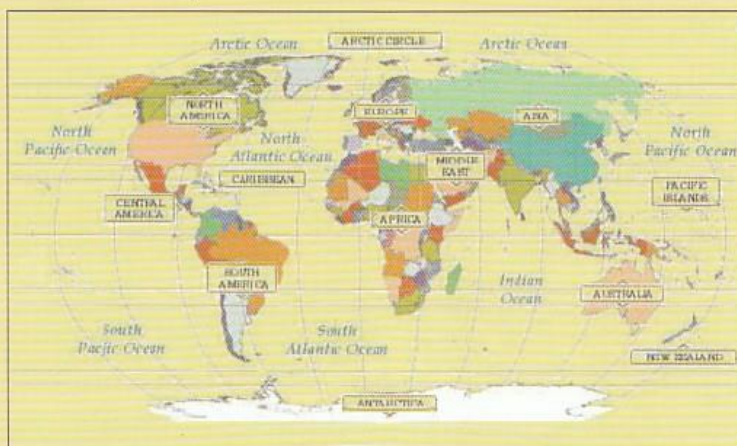 Arctic Ocean
ARCTIC CIRCLE
Arctic Ocean
NORTH
AMERICA
EUROPE
ASIA
North
Pacific Ocean
North
Atlantic Ocean
North
Pacific Ocean
MIDDLE
EAST
CARIBBEAN
PACIFIC
ISLANDS
CENTRAL
AMERICA
AFRICA
SOUTH
AMERICA
Indian
Ocean
AUSTRALIA
South
Pacific Ocean
South
Atlantic Ocean
NEW ZEALAND
ANTARCTICA